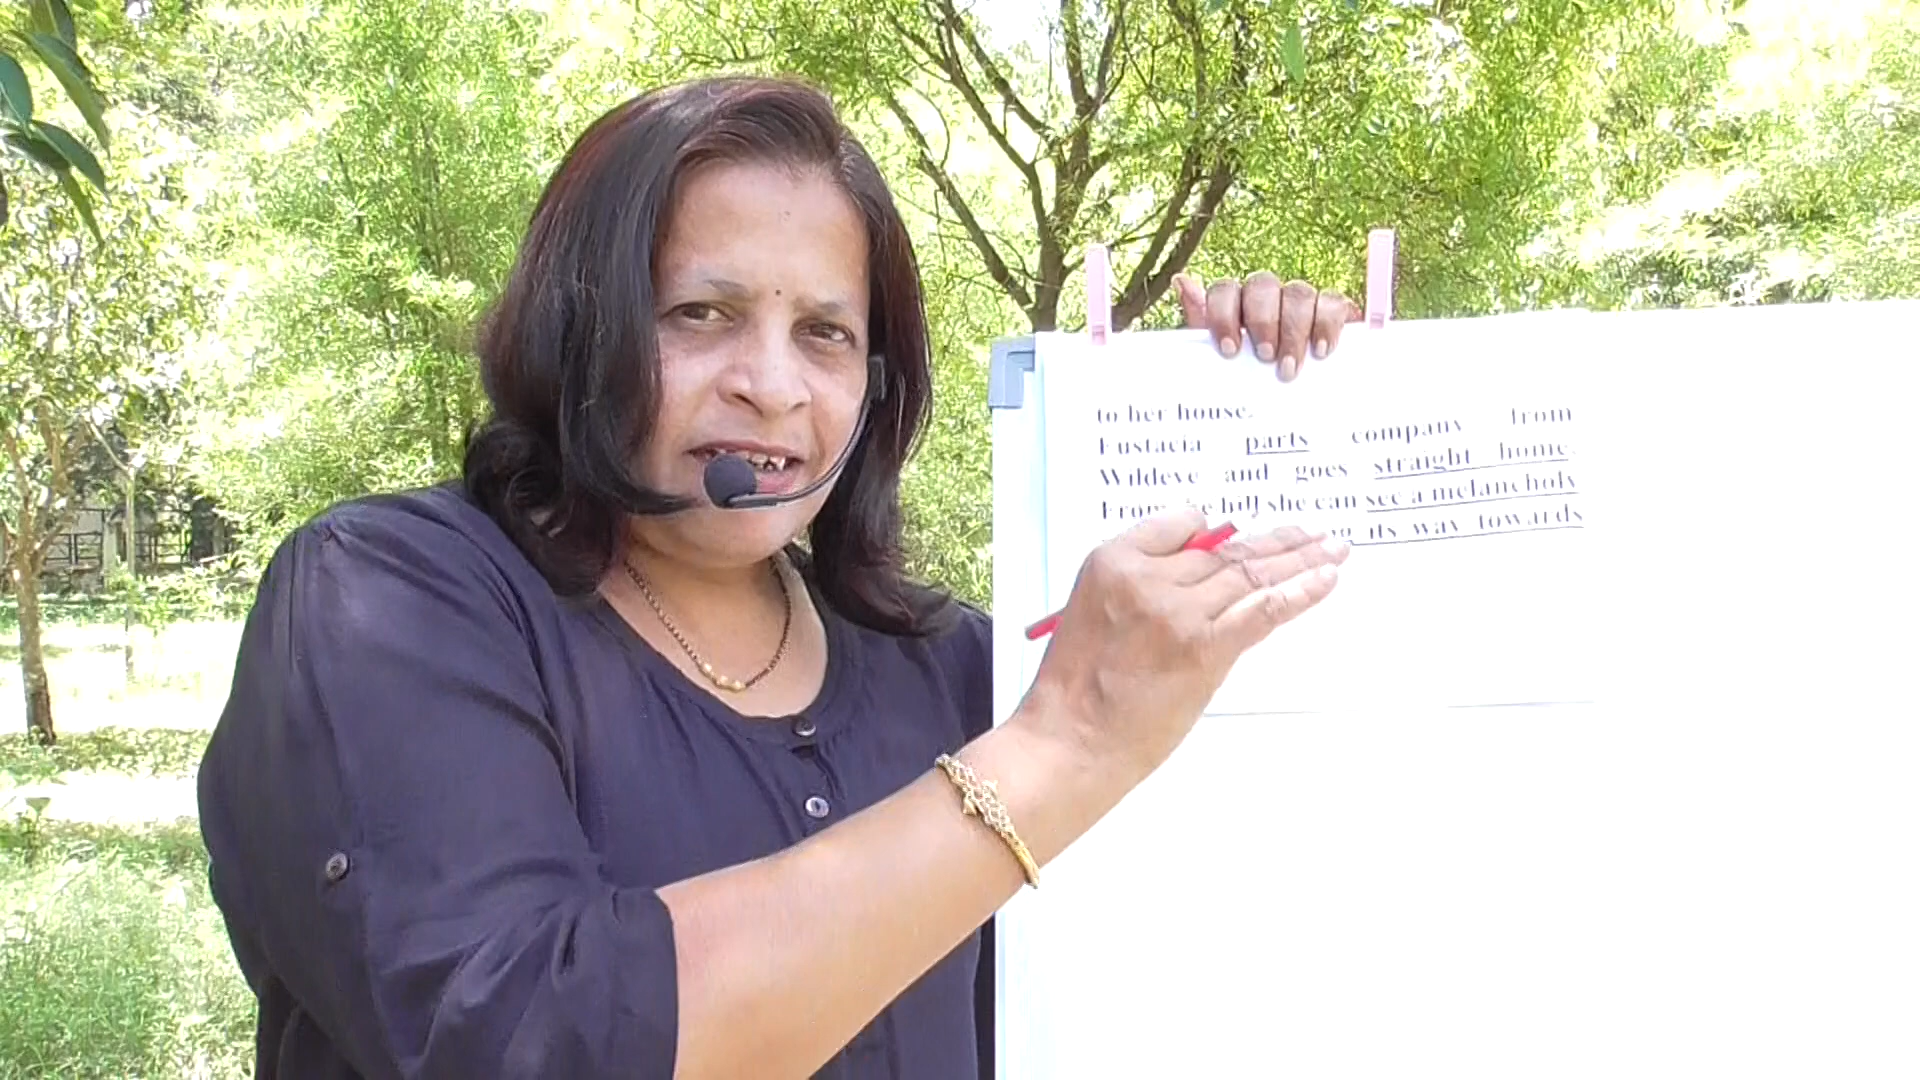 to her house.
Eustacia parts company from
Wildeve and goes straight home.
From he hill she can see a melancholy
its way towards